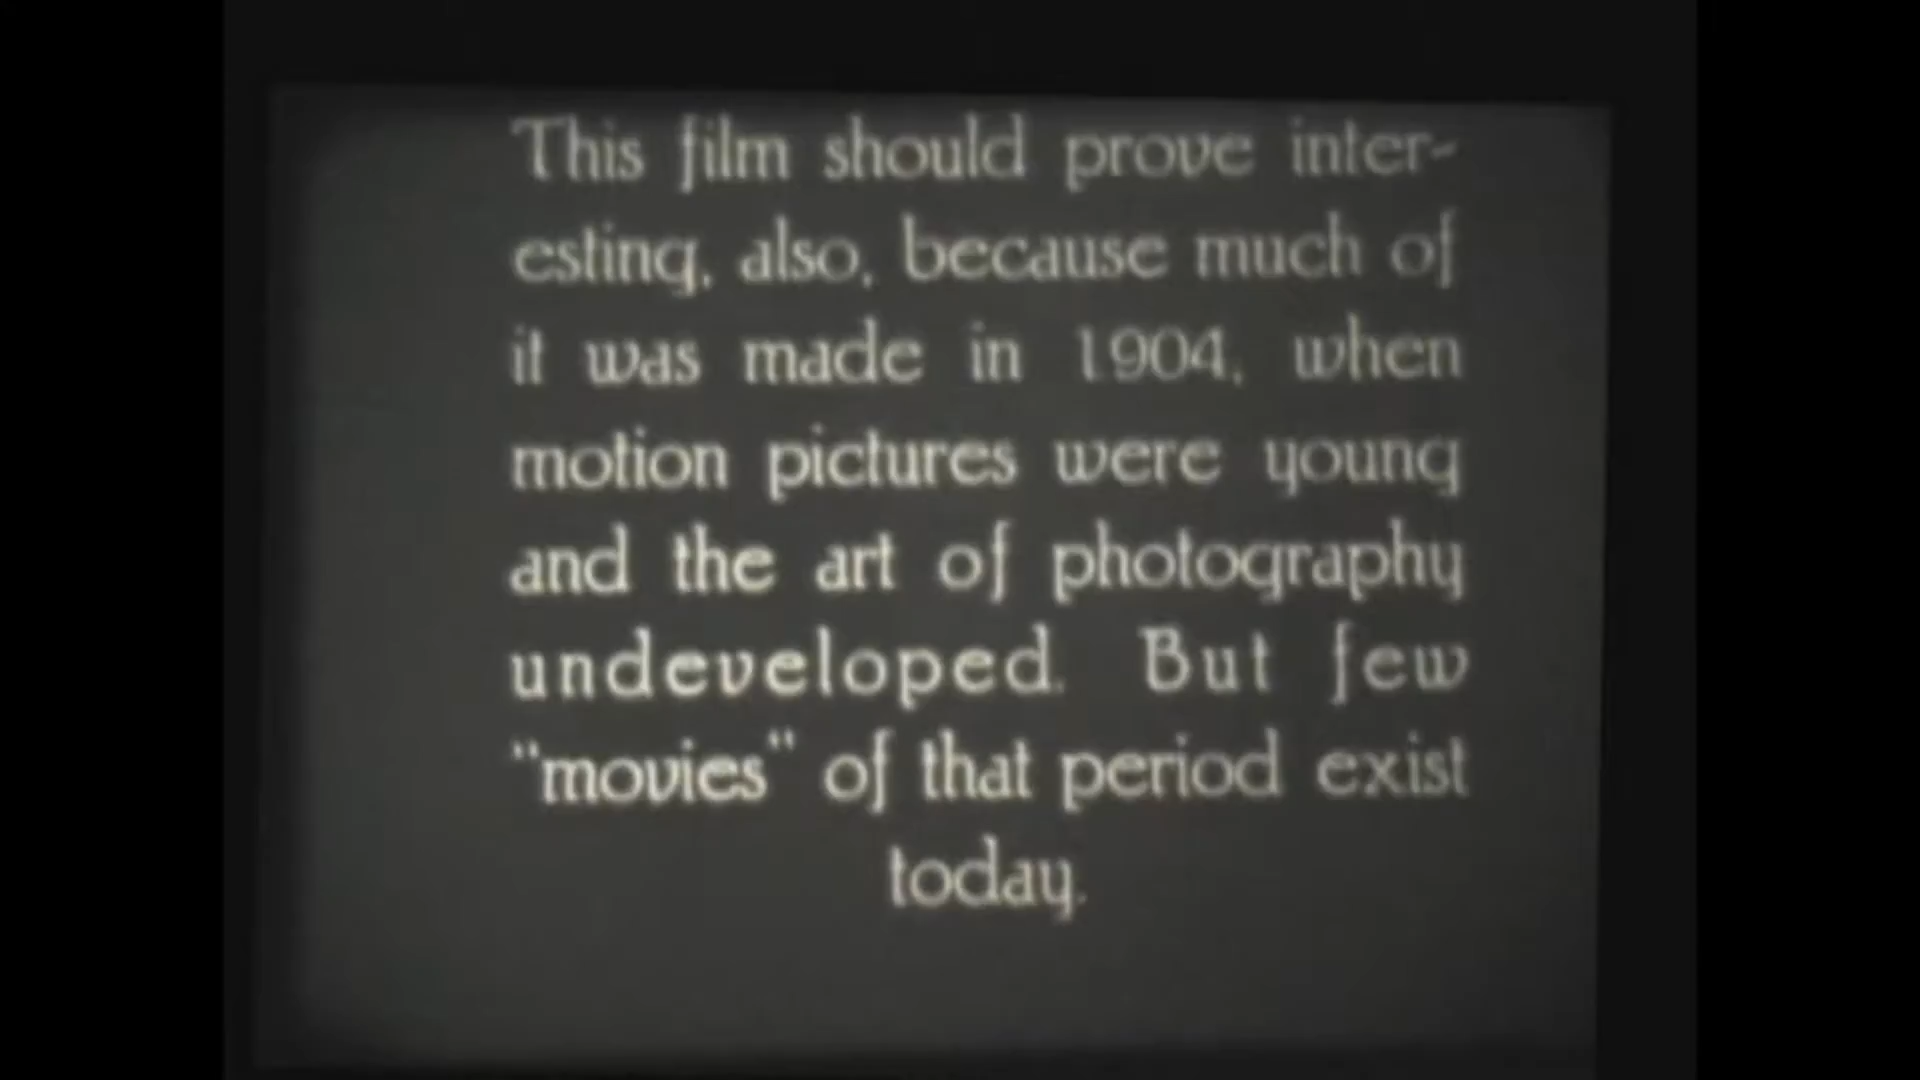 This film should prove inter-
esting, also, because much of
it was made in 1904, when
motion pictures were young
and the art of photography
undeveloped. But few
"movies" of that period exist
today.